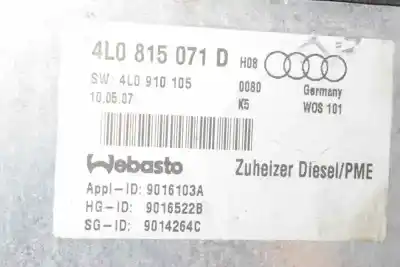 4L0 815 071 D H08
SW: 4L0 910 105 0080 Germany
10.05.07 K5 WOS 101
Webasto Zuheizer Diesel/PME
Appl-ID: 9016103A
HG-ID: 9016522B
SG-ID: 9014264C